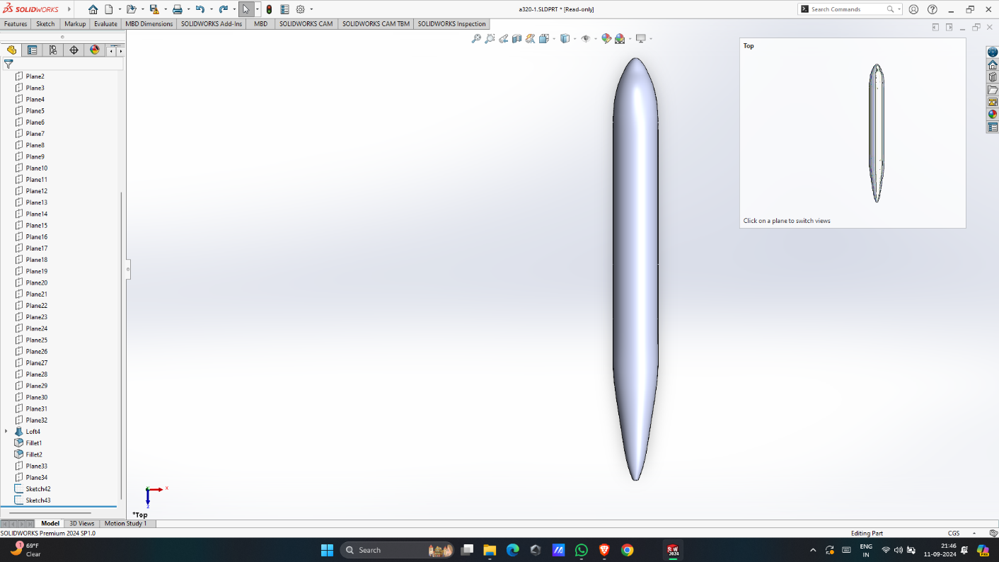 SOLIDWORKS
a320-1.SLDPRT * [Read-only]
Search Commands
Features
Sketch
Markup
Evaluate
MBD Dimensions
SOLIDWORKS Add-Ins
MBD
SOLIDWORKS CAM
SOLIDWORKS CAM TBM
SOLIDWORKS Inspection
Top
Click on a plane to switch views
Plane2
Plane3
Plane4
Plane5
Plane6
Plane7
Plane8
Plane9
Plane10
Plane11
Plane12
Plane13
Plane14
Plane15
Plane16
Plane17
Plane18
Plane19
Plane20
Plane21
Plane22
Plane23
Plane24
Plane25
Plane26
Plane27
Plane28
Plane29
Plane30
Plane31
Plane32
Loft4
Fillet1
Fillet2
Plane33
Plane34
Sketch42
Sketch43
Y
X
Z
*Top
Model
3D Views
Motion Study 1
SOLIDWORKS Premium 2024 SP1.0
Editing Part
CGS
1
69°F
Clear
Search
SW
2024
ENG
IN
21:46
11-09-2024